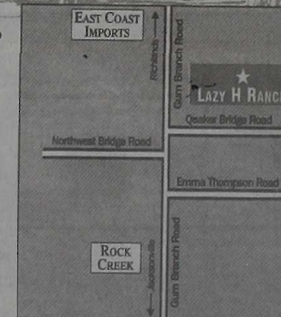 EAST COAST
IMPORTS
Richlands
Gum Branch Road
LAZY H RANCH
Quaker Bridge Road
Northwest Bridge Road
Emma Thompson Road
ROCK
CREEK
Jacksonville
Gum Branch Road